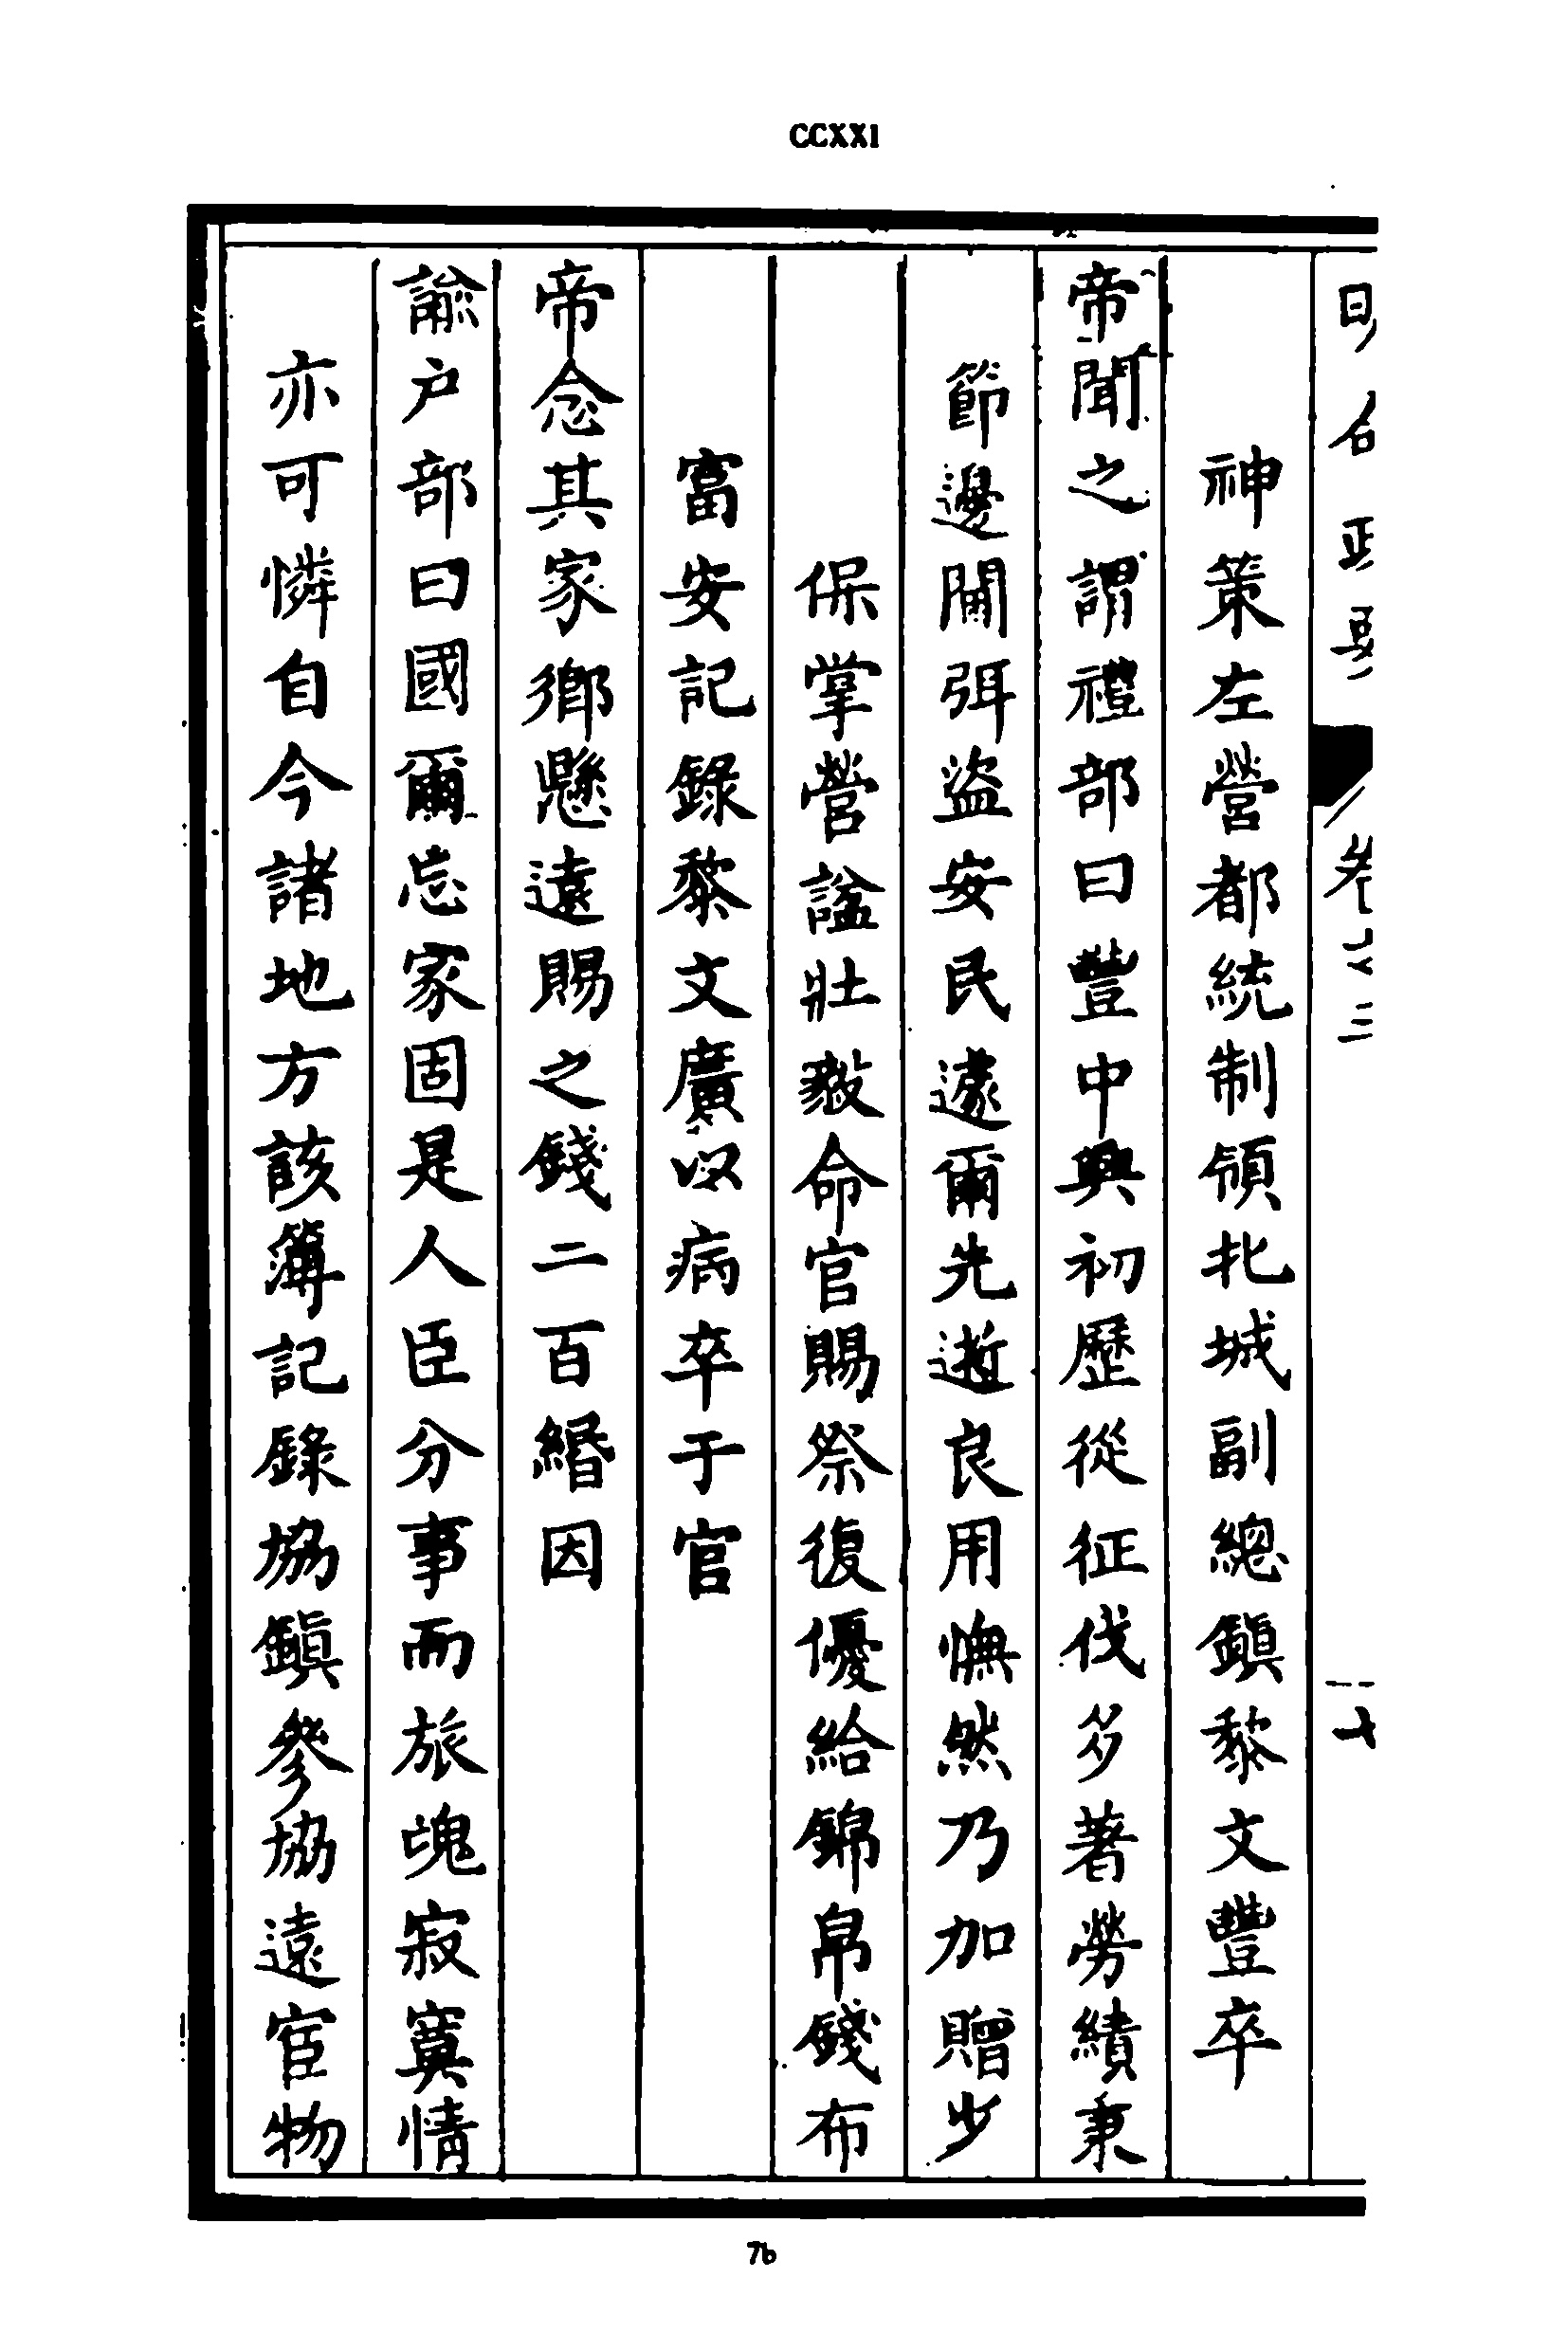 CCXXI
神策左營都統制領北城副總鎮黎文豐卒
帝聞之謂禮部曰豐中興初歷從征伐多著勞績秉
節邊閫弭盜安民遽爾先逝良用憮然乃加贈少
保掌營諡壯毅命官賜祭復優給錦帛錢布
富安記錄黎文廣以病卒于官
帝念其家鄉懸遠賜之錢二百緡因
諭户部曰國爾忘家固是人臣分事而旅魂寂寞情
亦可憐自今諸地方該簿記錄協鎮參協遠宦物
7b